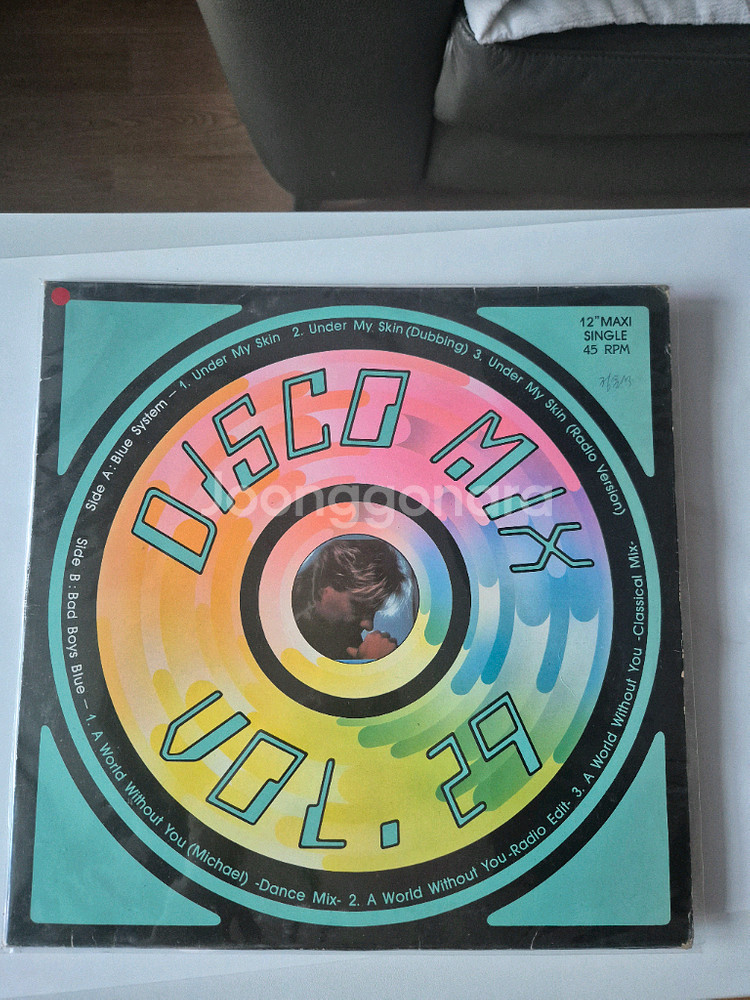 12"MAXI
SINGLE
45 RPM
Side A:Blue System – 1. Under My Skin 2. Under My Skin (Dubbing) 3. Under My Skin (Radio Version)
DISCO MIX
VOL. 29
Side B:Bad Boys Blue – 1. A World Without You (Michael) -Dance Mix- 2. A World Without You -Radio Edit- 3. A World Without You -Classical Mix-
Joonggonara